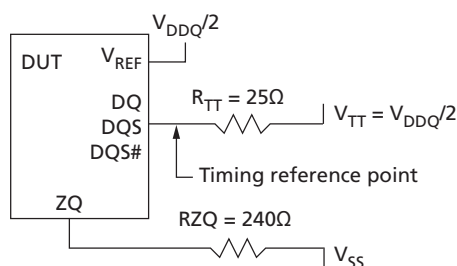 V_DDQ/2
DUT
V_REF
DQ
DQS
DQS#
R_TT = 25Ω
V_TT = V_DDQ/2
Timing reference point
ZQ
RZQ = 240Ω
V_SS